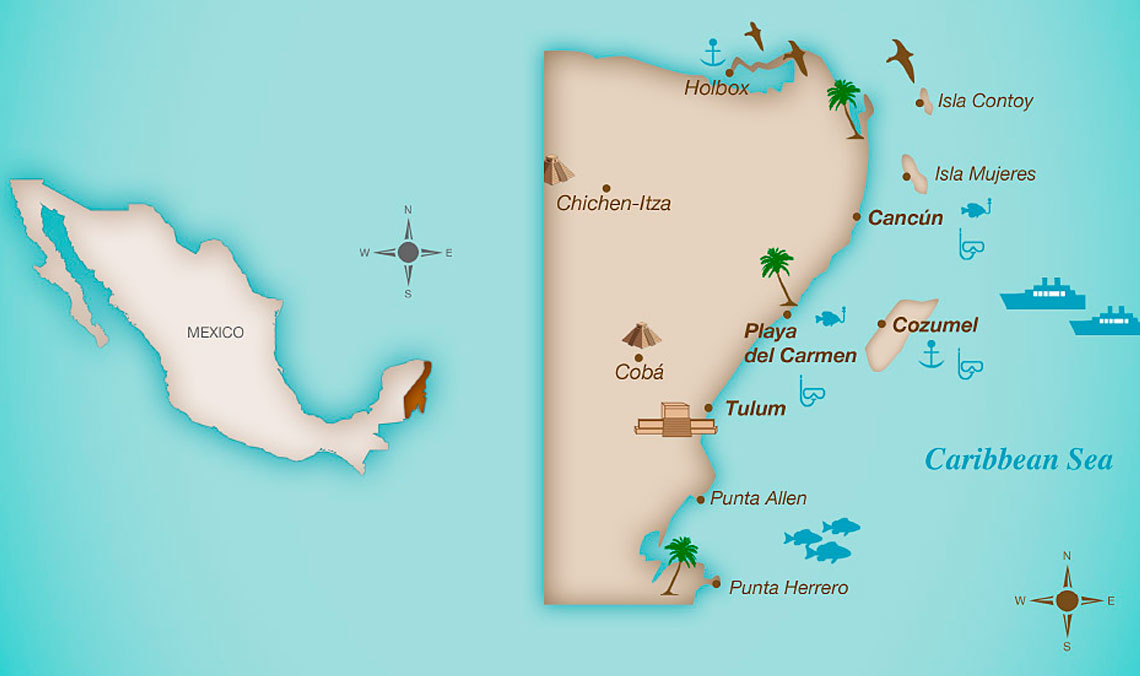 Holbox
Isla Contoy
Isla Mujeres
Chichen-Itza
Cancún
N
W
E
S
MEXICO
Playa
del Carmen
Cozumel
Cobá
Tulum
Caribbean Sea
Punta Allen
Punta Herrero
N
W
E
S